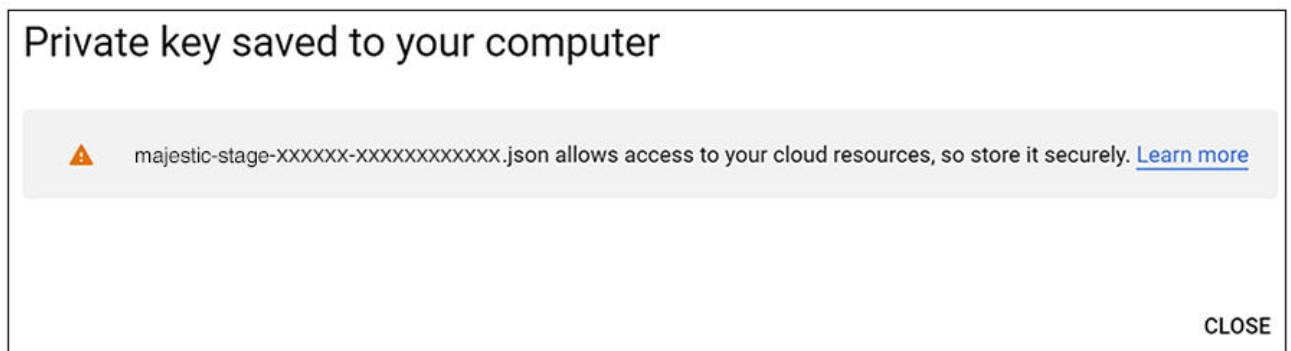 Private key saved to your computer
majestic-stage-XXXXXX-XXXXXXXXXXXX.json allows access to your cloud resources, so store it securely. Learn more
CLOSE